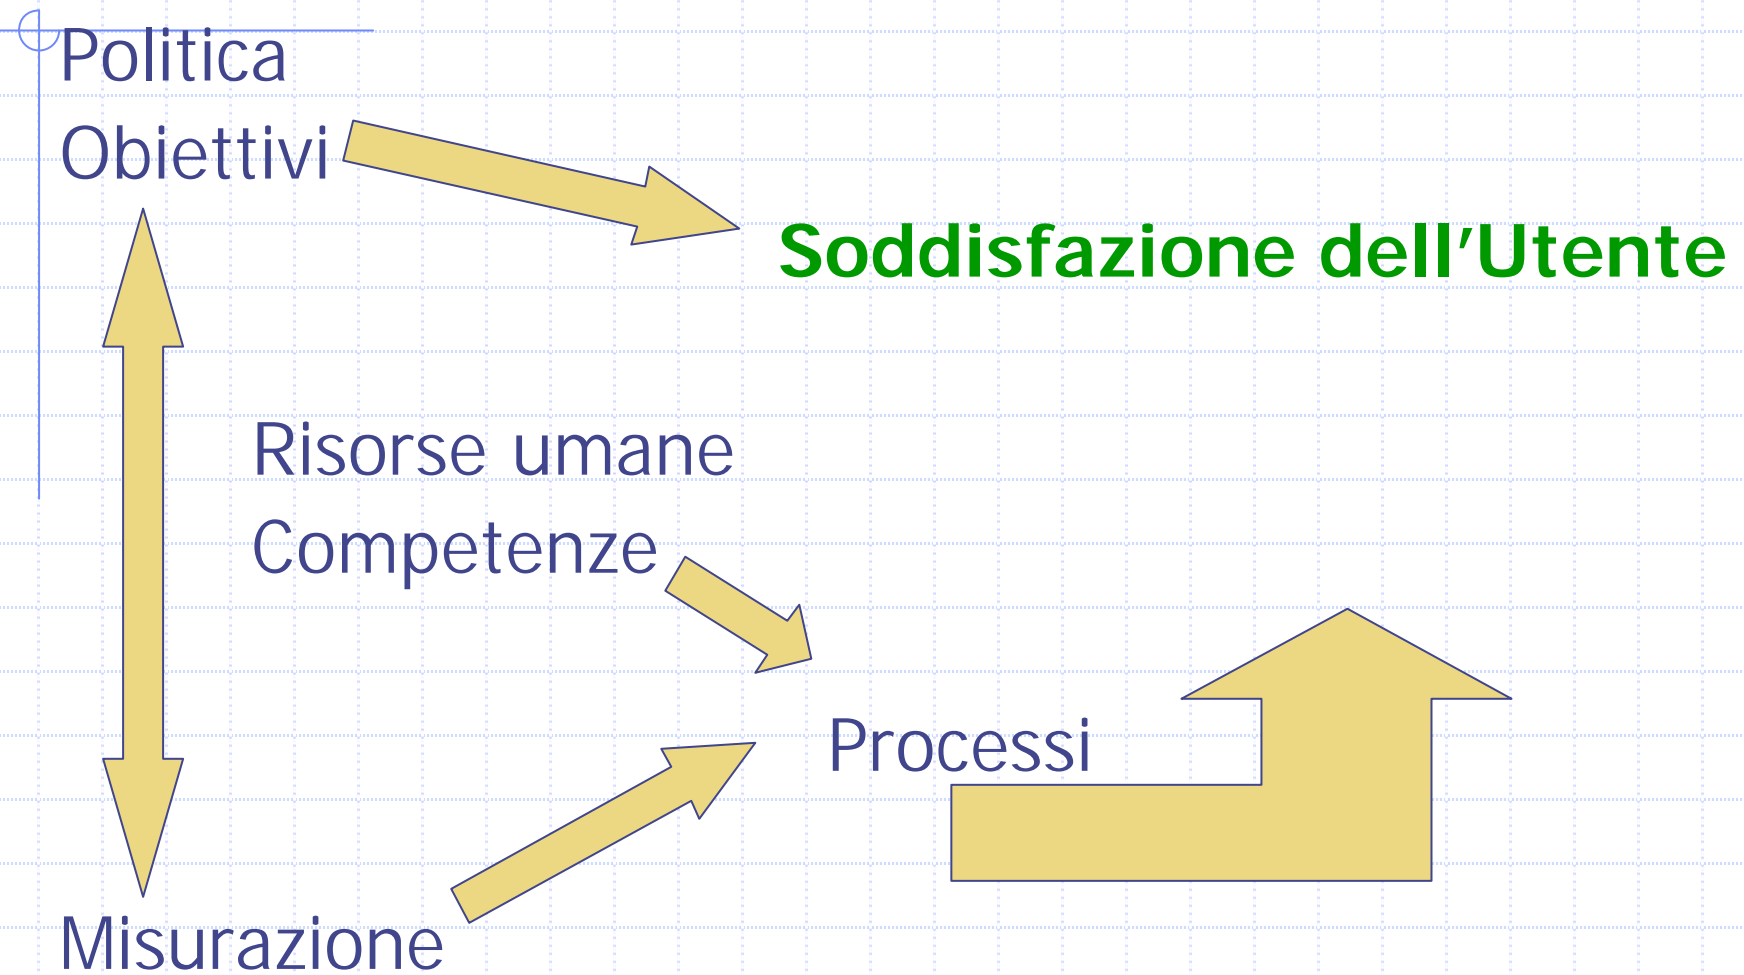 Politica
Obiettivi
Soddisfazione dell'Utente
Risorse umane
Competenze
Processi
Misurazione